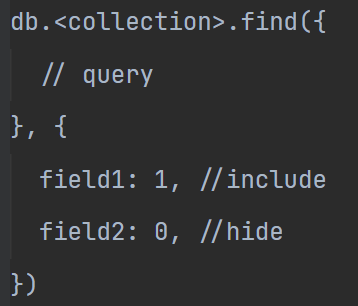 db.<collection>.find({
// query
}, {
field1: 1, //include
field2: 0, //hide
})